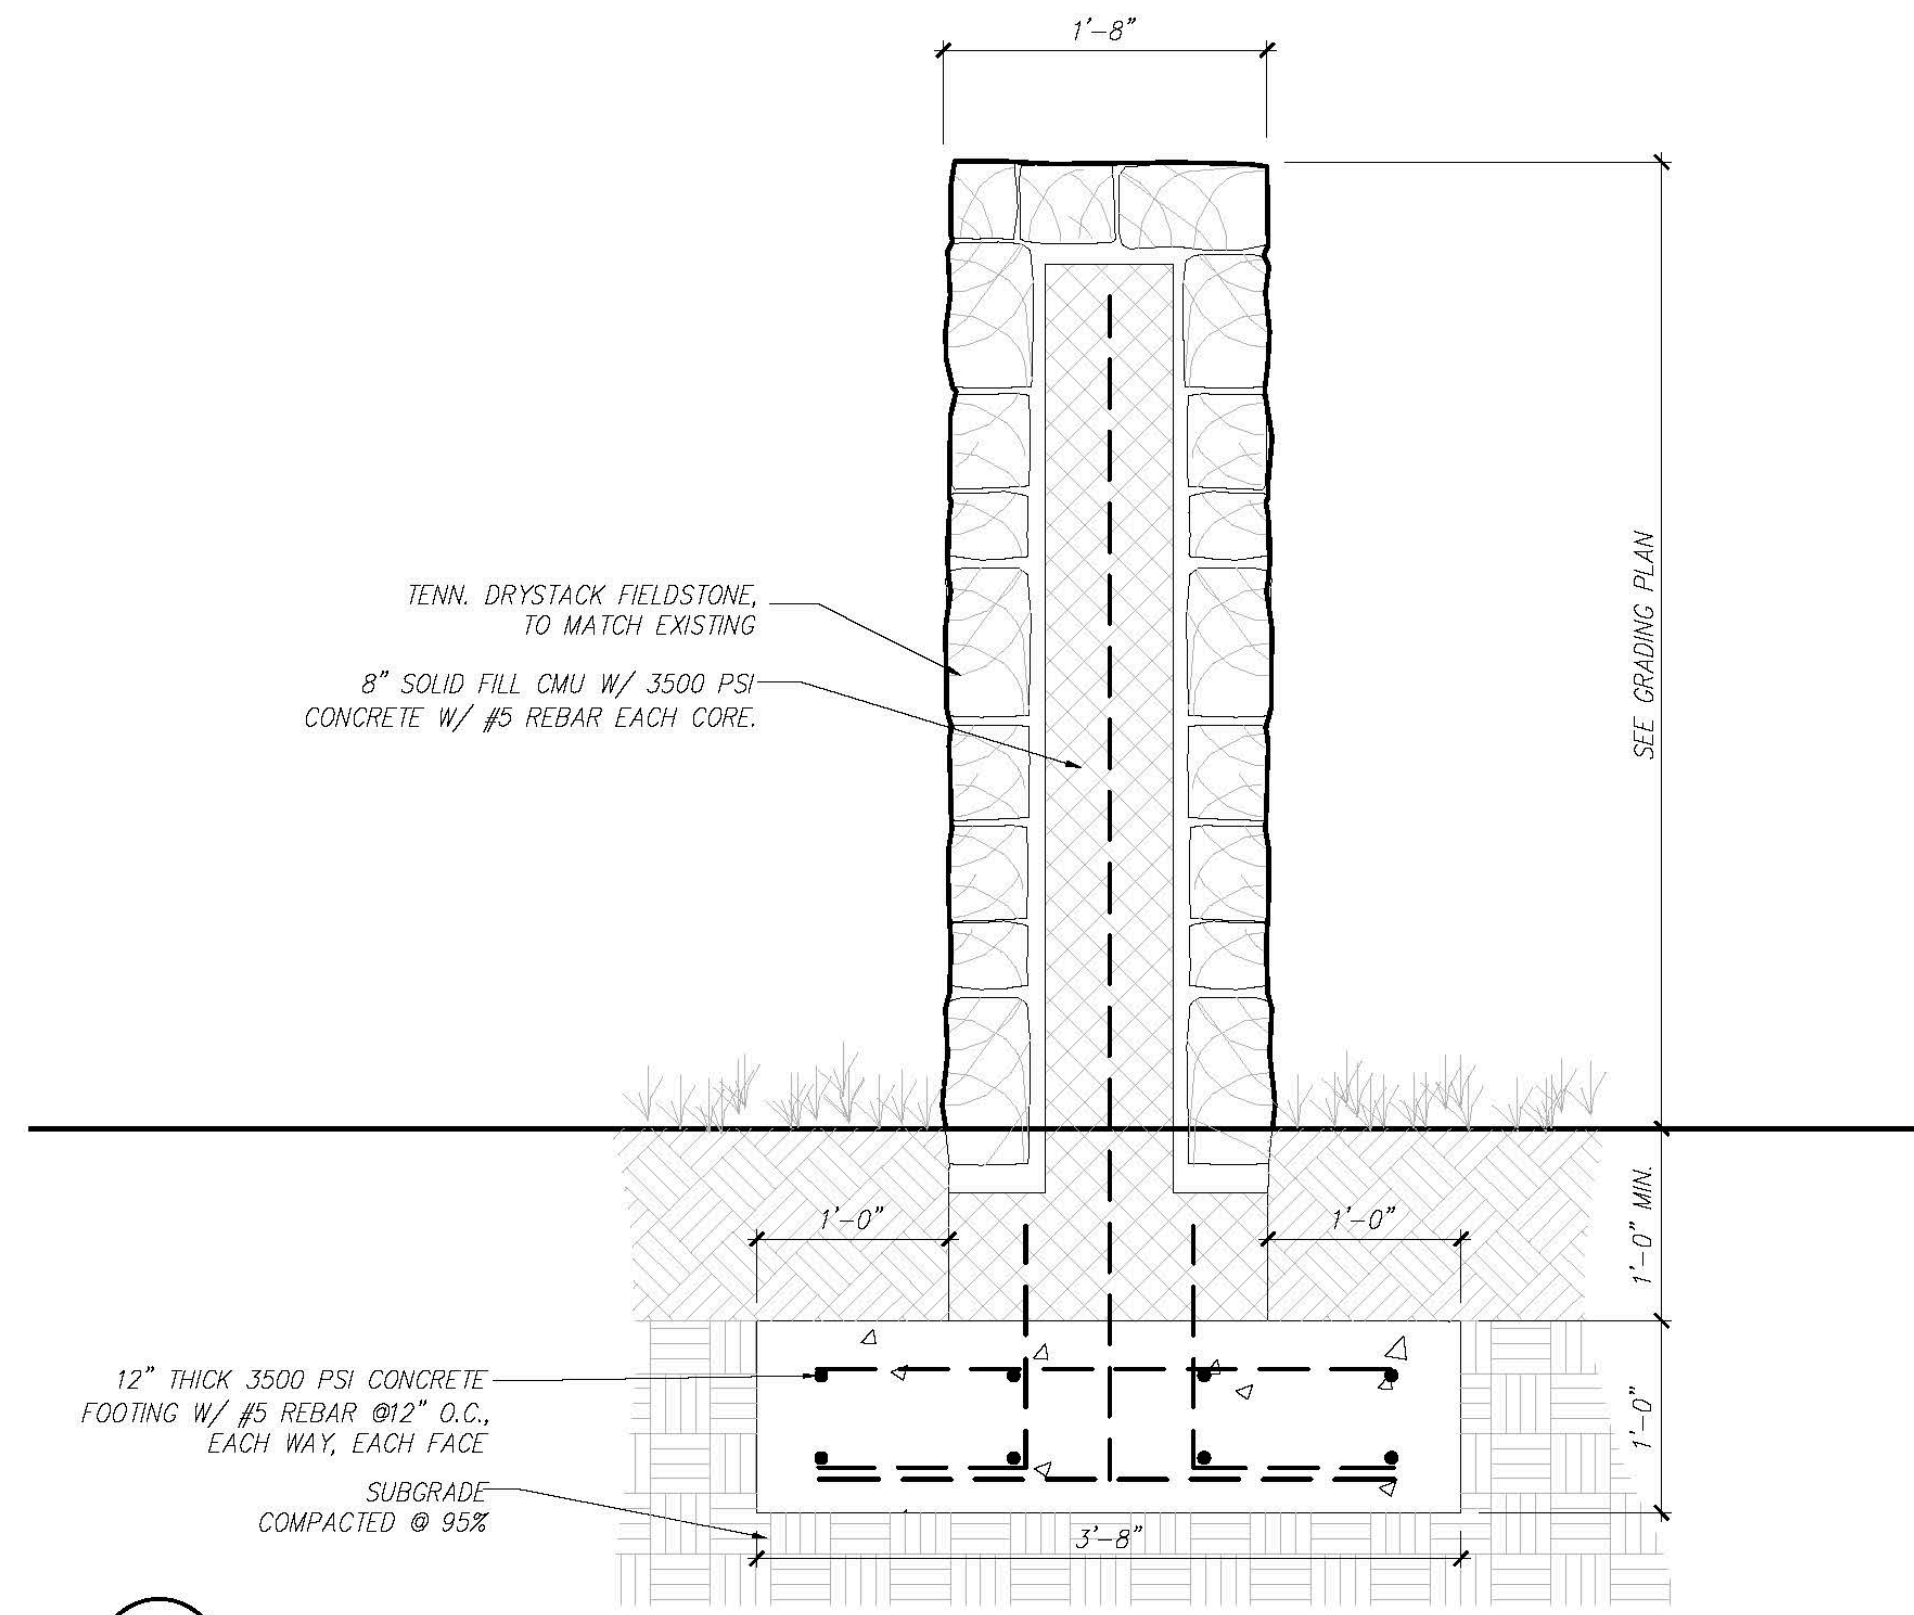 1'-8"
TENN. DRYSTACK FIELDSTONE,
TO MATCH EXISTING
8" SOLID FILL CMU W/ 3500 PSI
CONCRETE W/ #5 REBAR EACH CORE.
SEE GRADING PLAN
1'-0"
1'-0"
1'-0" MIN.
12" THICK 3500 PSI CONCRETE
FOOTING W/ #5 REBAR @12" O.C.,
EACH WAY, EACH FACE
1'-0"
SUBGRADE
COMPACTED @ 95%
3'-8"